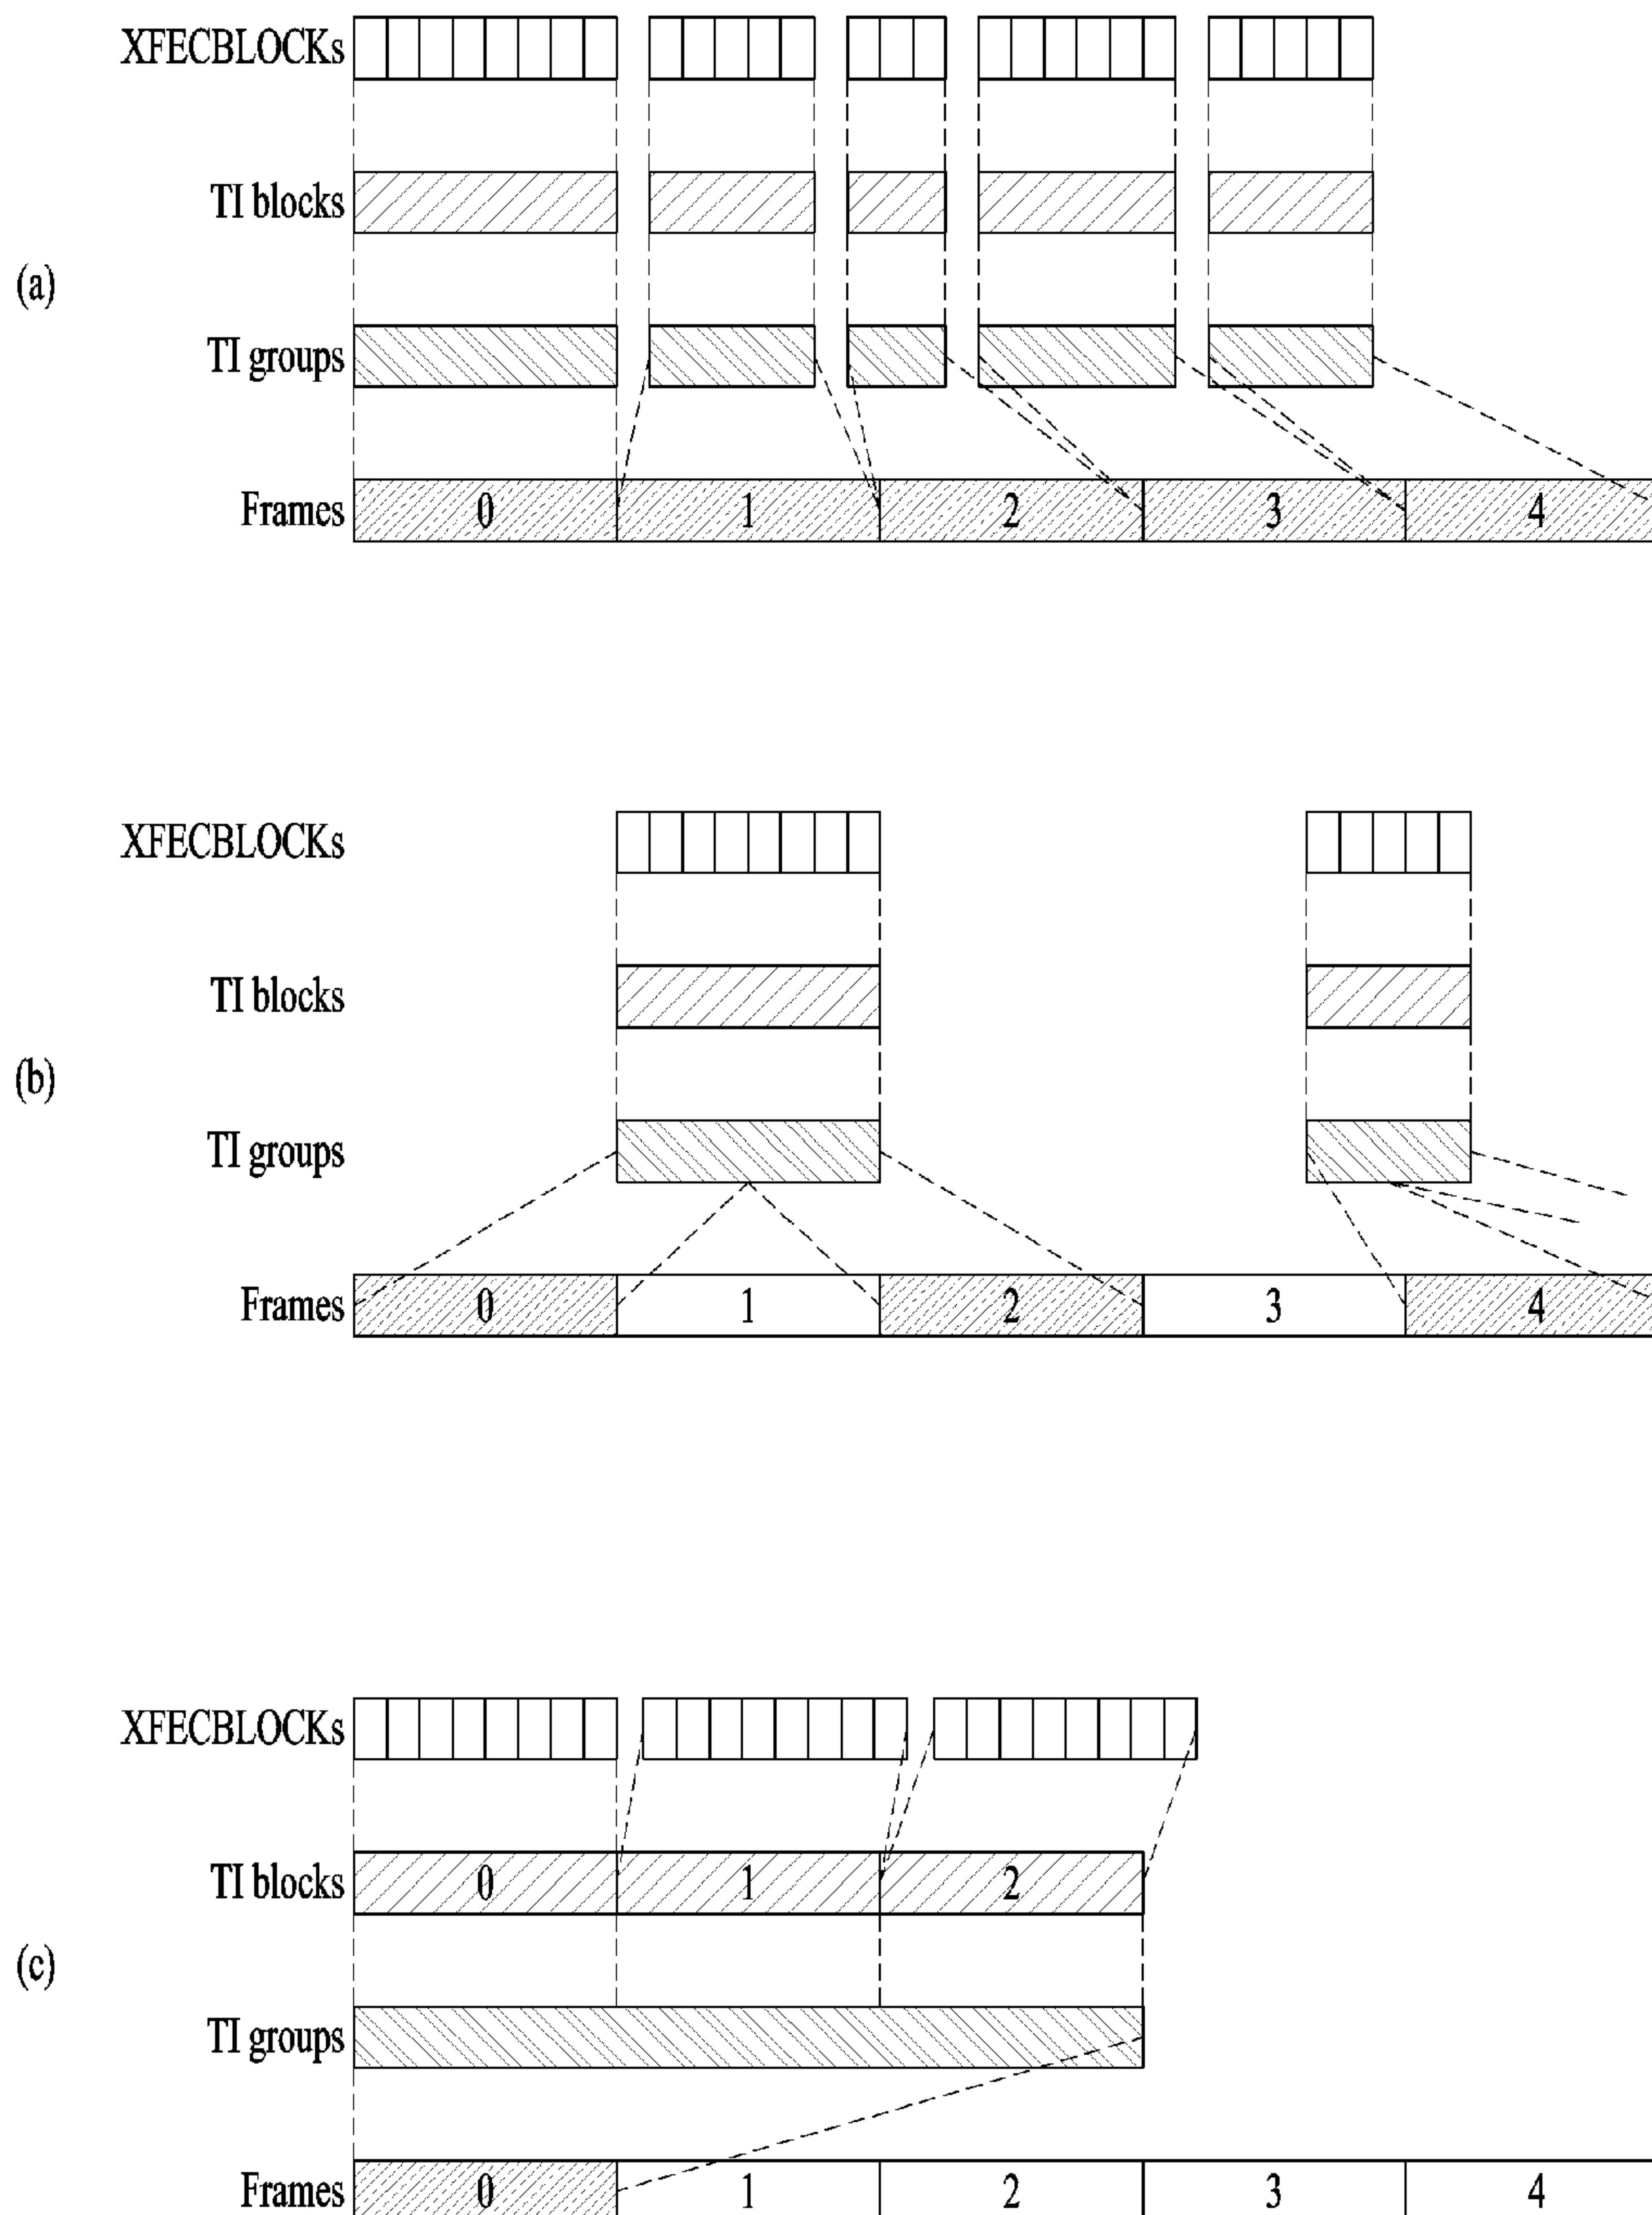 XFECBLOCKs
TI blocks
(a)
TI groups
Frames 0 1 2 3 4
XFECBLOCKs
TI blocks
(b)
TI groups
Frames 0 1 2 3 4
XFECBLOCKs
TI blocks 0 1 2
(c)
TI groups
Frames 0 1 2 3 4